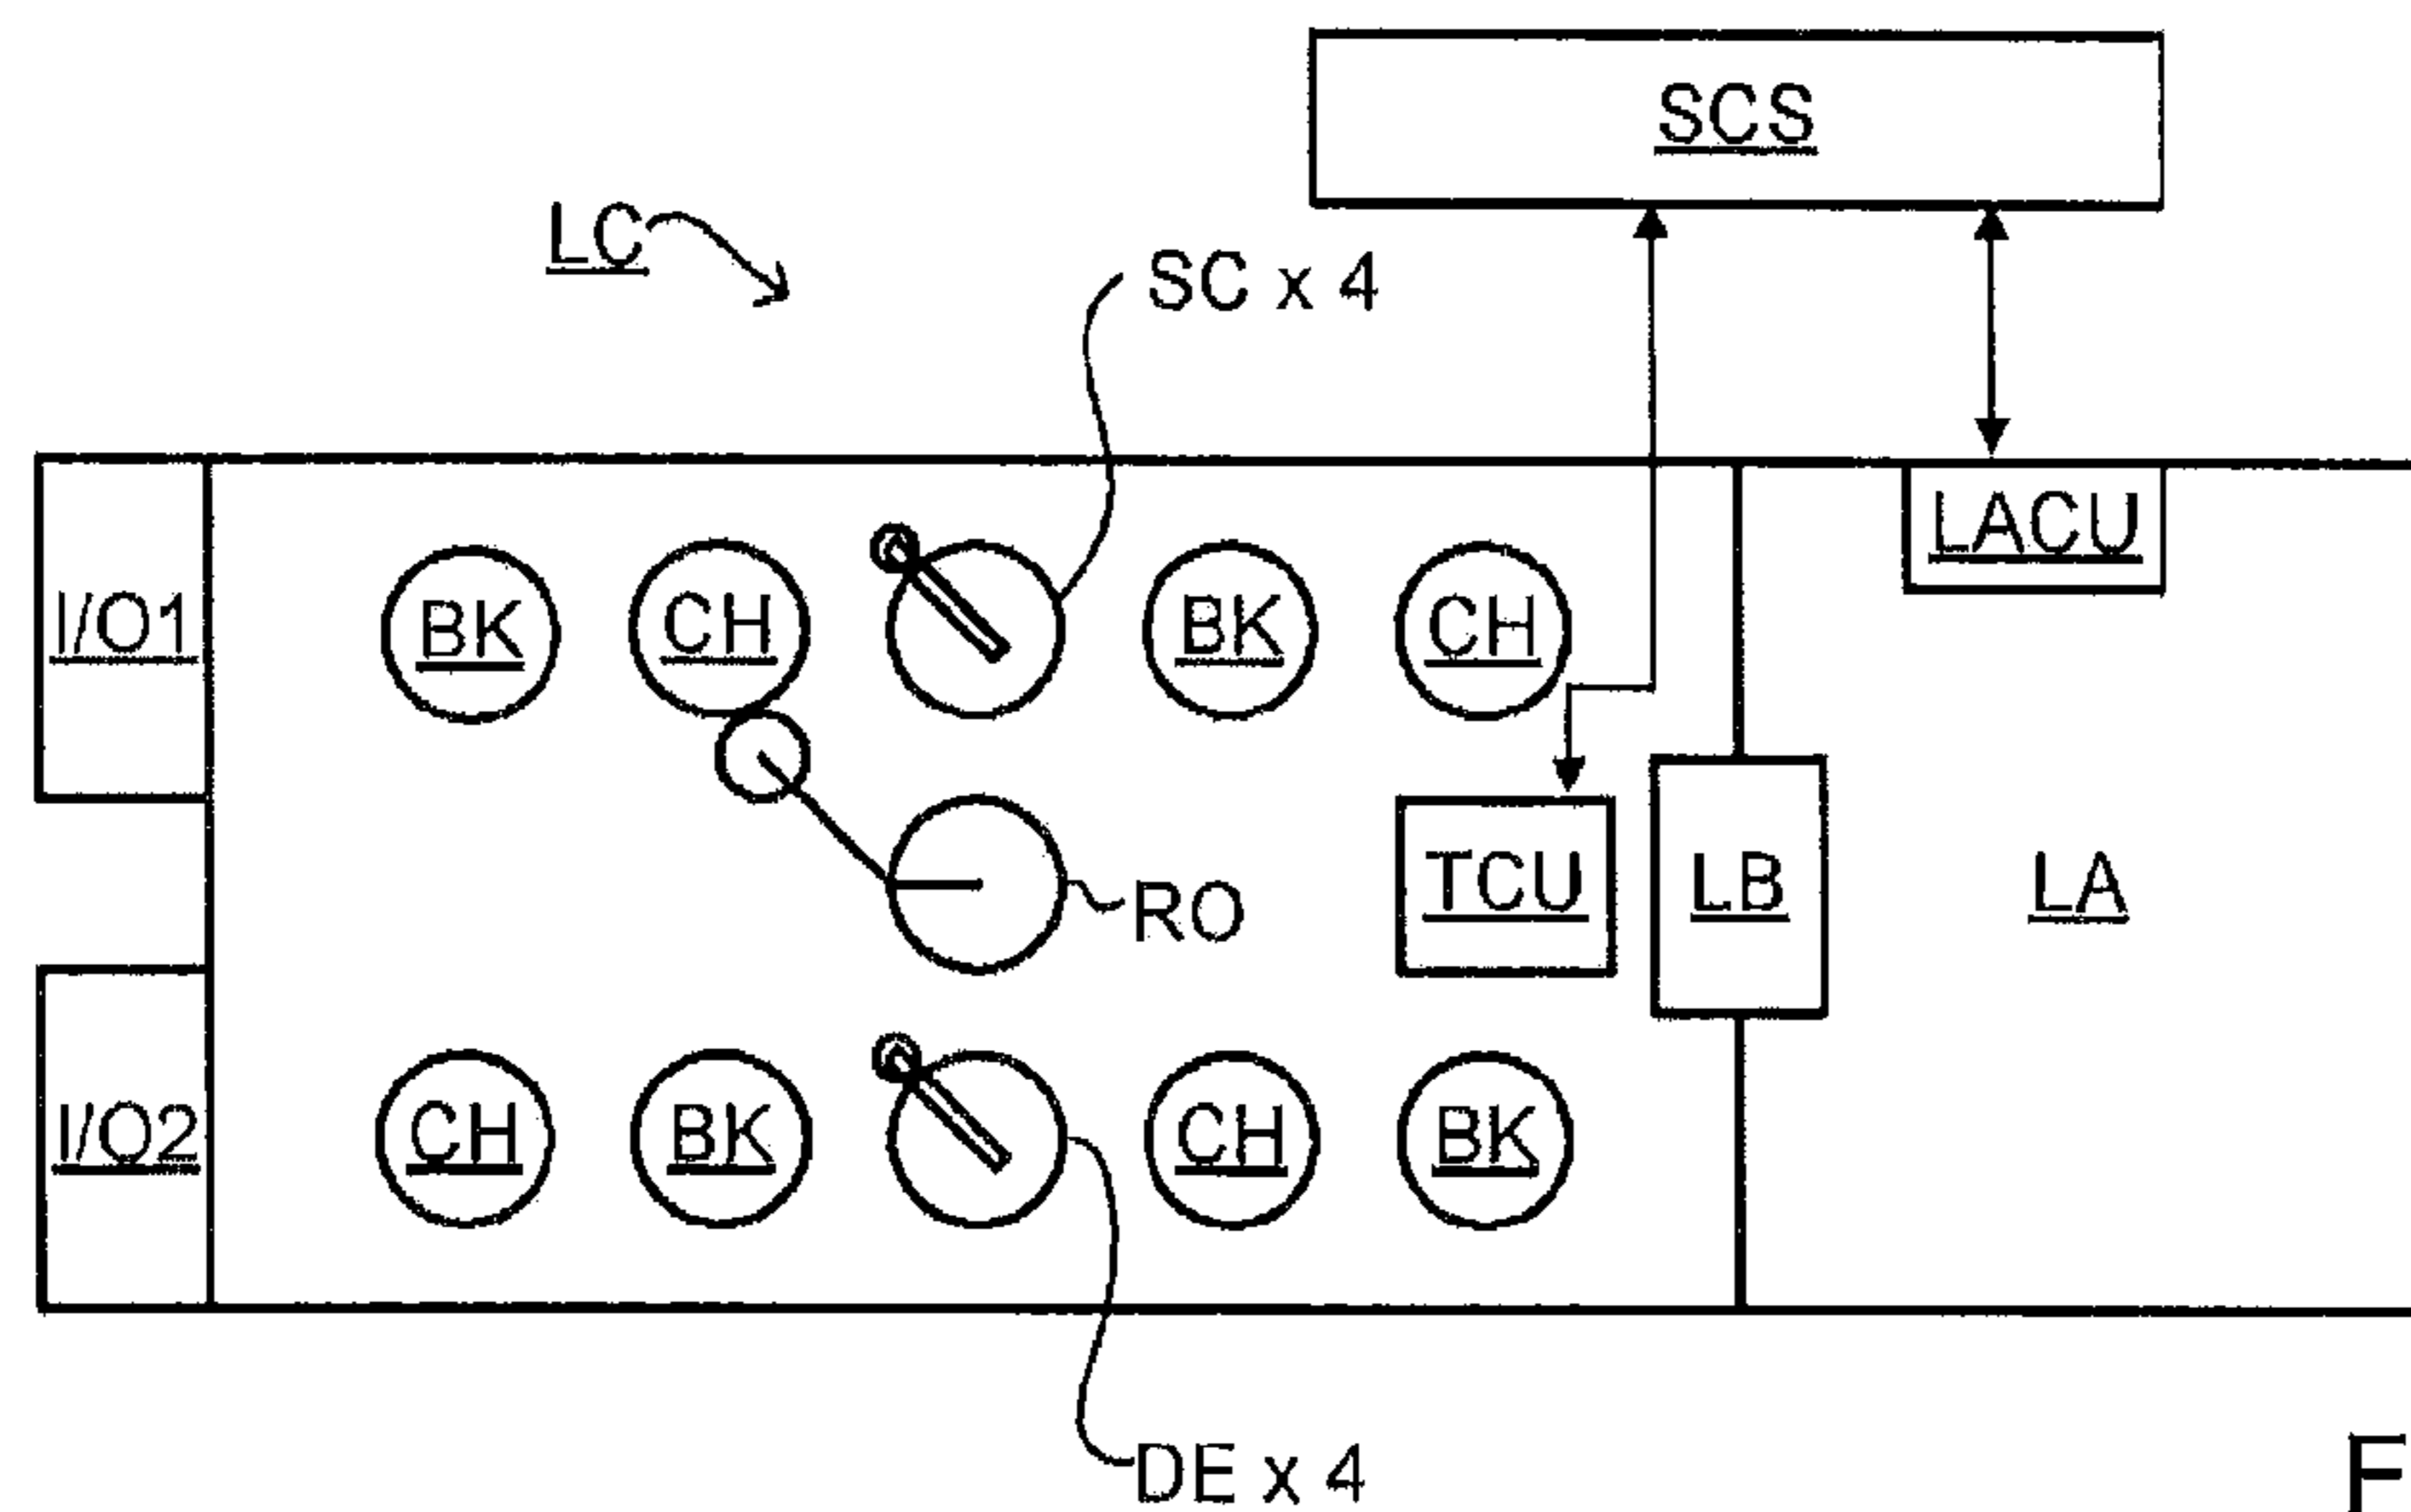 SCS
LC
SC x 4
LACU
I/O1
BK
CH
BK
CH
TCU
LB
LA
RO
I/O2
CH
BK
CH
BK
DE x 4
F